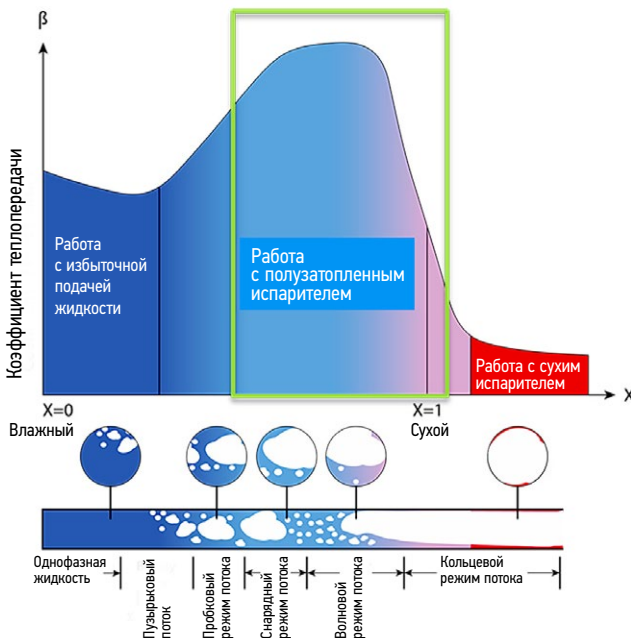 β
Коэффициент теплопередачи
Работа
с избыточной
подачей
жидкости
Работа
с полузатопленным
испарителем
Работа с сухим
испарителем
X
X=0
X=1
Влажный
Сухой
Однофазная
жидкость
Пузырьковый
поток
Пробковый
режим потока
Снарядный
режим потока
Волновой
режим потока
Кольцевой
режим потока